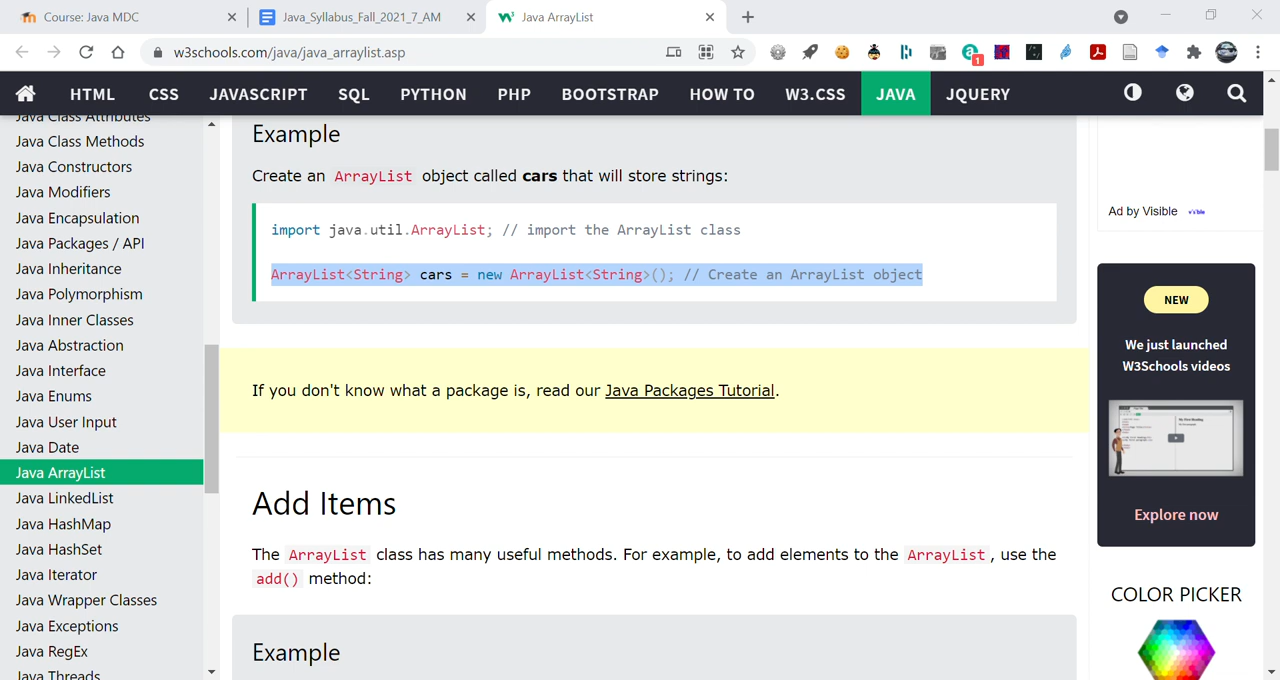 Course: Java MDC
Java_Syllabus_Fall_2021_7_AM
Java ArrayList
w3schools.com/java/java_arraylist.asp
1
HTML CSS JAVASCRIPT SQL PYTHON PHP BOOTSTRAP HOW TO W3.CSS JAVA JQUERY
Java Class Attributes
Java Class Methods
Java Constructors
Java Modifiers
Java Encapsulation
Java Packages / API
Java Inheritance
Java Polymorphism
Java Inner Classes
Java Abstraction
Java Interface
Java Enums
Java User Input
Java Date
Java ArrayList
Java LinkedList
Java HashMap
Java HashSet
Java Iterator
Java Wrapper Classes
Java Exceptions
Java RegEx
Java Threads
Example
Create an ArrayList object called cars that will store strings:
import java.util.ArrayList; // import the ArrayList class
ArrayList<String> cars = new ArrayList<String>(); // Create an ArrayList object
If you don't know what a package is, read our Java Packages Tutorial.
Add Items
The ArrayList class has many useful methods. For example, to add elements to the ArrayList, use the
add() method:
Example
Ad by Visible
NEW
We just launched
W3Schools videos
Explore now
COLOR PICKER